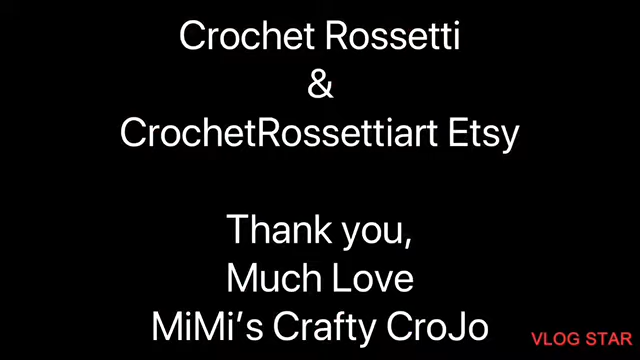 Crochet Rossetti
&
CrochetRossettiart Etsy
Thank you,
Much Love
MiMi’s Crafty CroJo
VLOG STAR